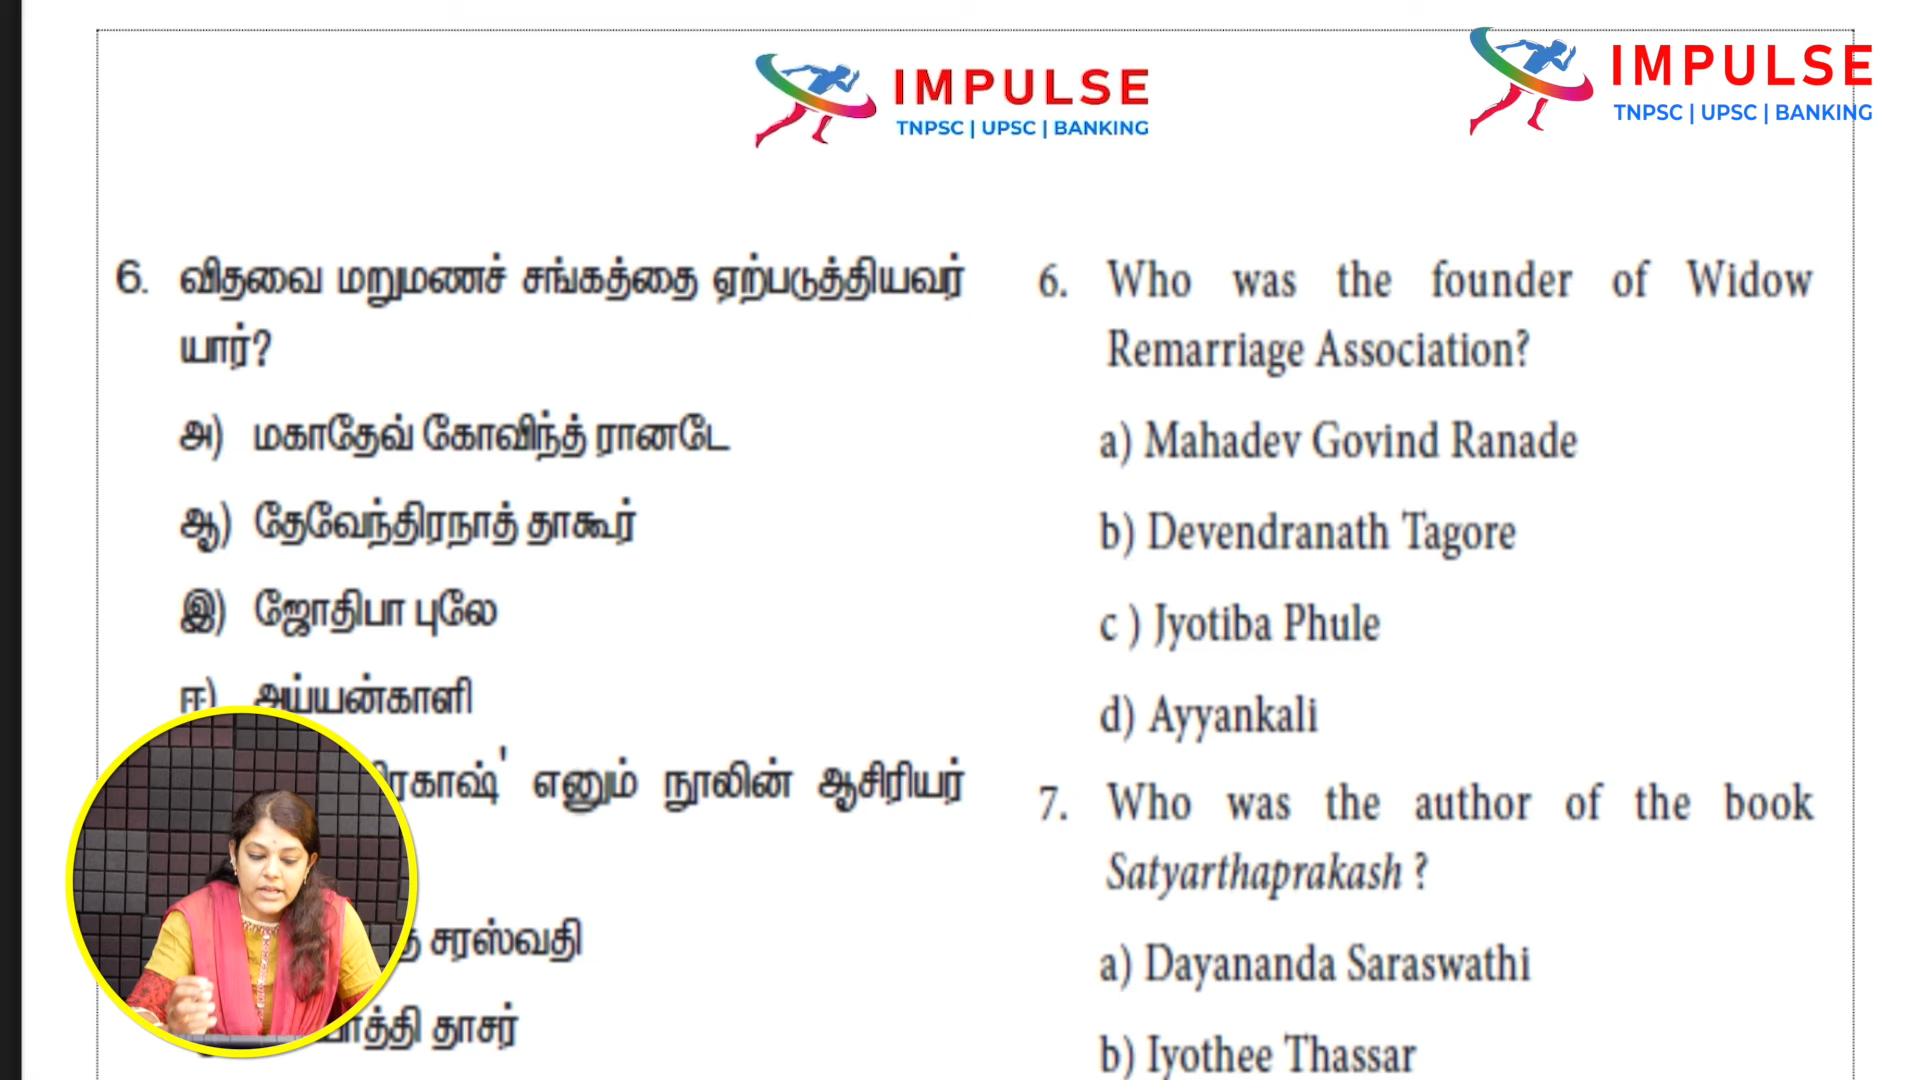 IMPULSE
TNPSC | UPSC | BANKING
IMPULSE
TNPSC | UPSC | BANKING
6. விதவை மறுமணச் சங்கத்தை ஏற்படுத்தியவர்
யார்?
அ) மகாதேவ் கோவிந்த் ரானடே
ஆ) தேவேந்திரநாத் தாகூர்
இ) ஜோதிபா புலே
ஈ) அய்யன்காளி
எனும் நூலின் ஆசிரியர்
சரஸ்வதி
தாசர்
6. Who was the founder of Widow
Remarriage Association?
a) Mahadev Govind Ranade
b) Devendranath Tagore
c ) Jyotiba Phule
d) Ayyankali
7. Who was the author of the book
Satyarthaprakash ?
a) Dayananda Saraswathi
b) Iyothee Thassar